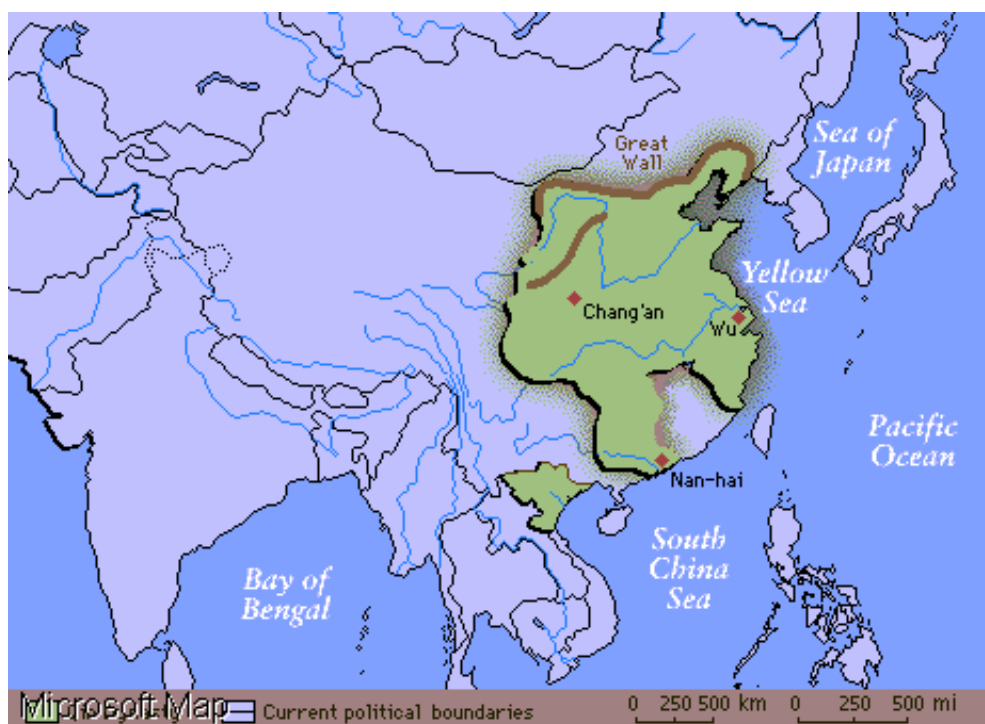 Great
Wall
Sea of
Japan
Yellow
Sea
Chang'an
Wu
Pacific
Ocean
Nan-hai
South
China
Sea
Bay of
Bengal
Microsoft Map
Current political boundaries
0 250 500 km 0 250 500 mi